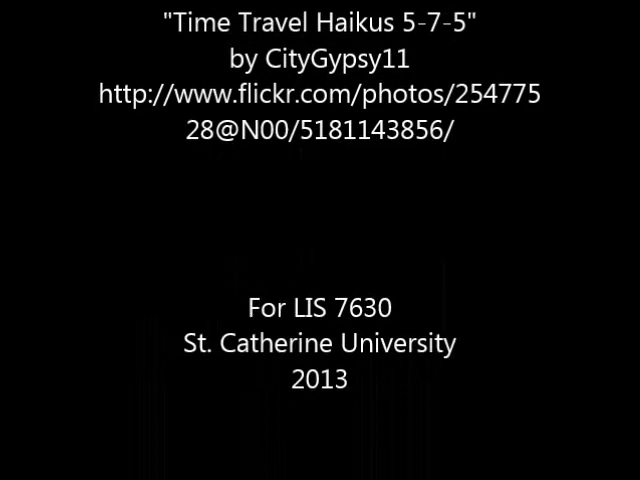 "Time Travel Haikus 5-7-5"
by CityGypsy11
http://www.flickr.com/photos/254775
28@N00/5181143856/
For LIS 7630
St. Catherine University
2013